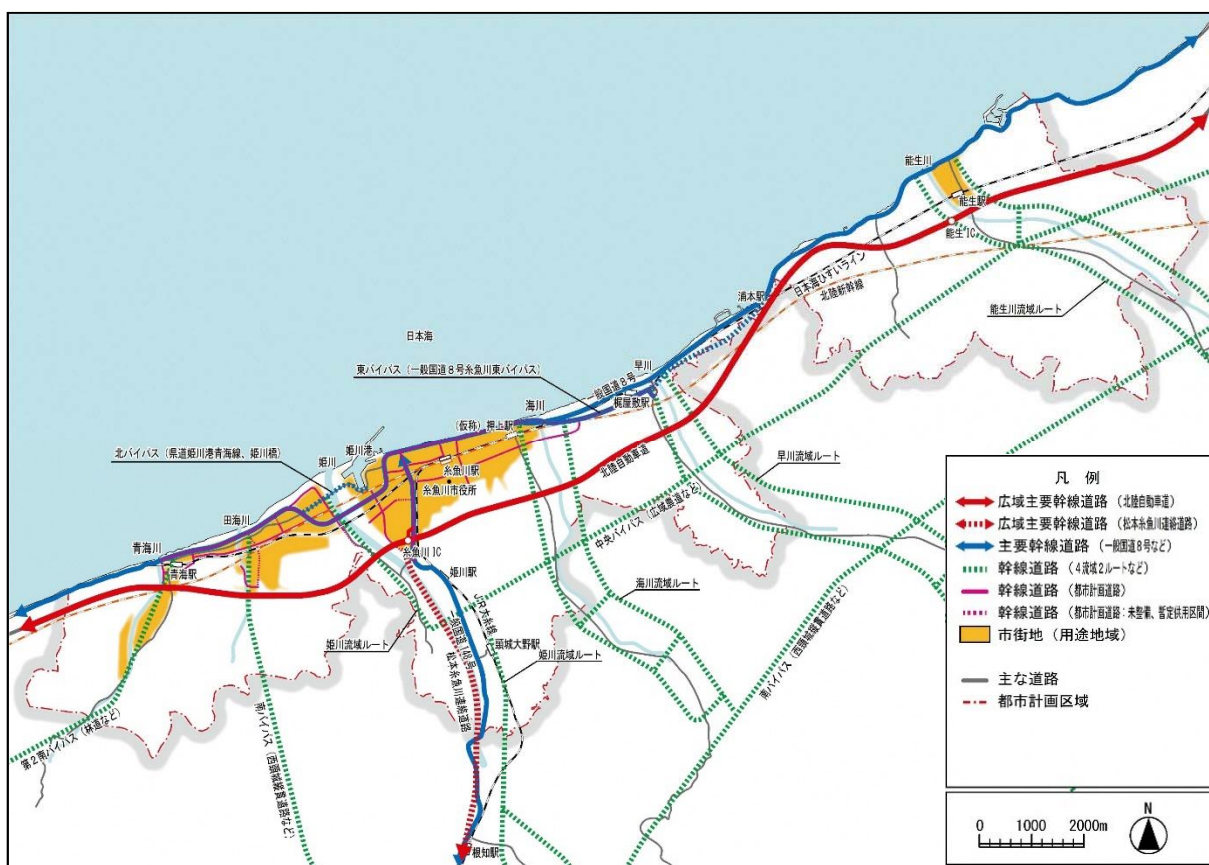 能生川
能生駅
能生IC
日本海ひすいライン
北陸新幹線
浦本駅
能生川流域ルート
日本海
東バイパス（一般国道８号糸魚川東バイパス）
早川
一般国道８号
梶屋敷駅
海川
（仮称）押上駅
姫川港
姫川
北バイパス（県道姫川港青海線、姫川橋）
糸魚川駅
糸魚川市役所
北陸自動車道
早川流域ルート
田海川
青海川
青海駅
糸魚川IC
中央バイパス（広域農道など）
姫川駅
海川流域ルート
JR大糸線
一般国道148号
松本糸魚川連絡道路
頸城大野駅
姫川流域ルート
姫川流域ルート
南バイパス（西頸城縦貫道路など）
第２南バイパス（林道など）
南バイパス（西頸城縦貫道路など）
根知駅
凡例
広域主要幹線道路（北陸自動車道）
広域主要幹線道路（松本糸魚川連絡道路）
主要幹線道路（一般国道８号など）
幹線道路（４流域２ルートなど）
幹線道路（都市計画道路）
幹線道路（都市計画道路：未整備、暫定供用区間）
市街地（用途地域）
主な道路
都市計画区域
0 1000 2000m
N